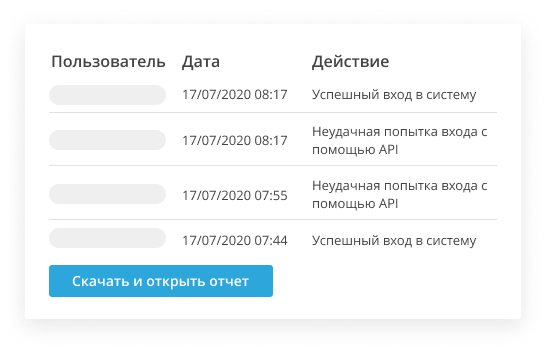 Пользователь Дата Действие
17/07/2020 08:17 Успешный вход в систему
17/07/2020 08:17 Неудачная попытка входа с
помощью API
17/07/2020 07:55 Неудачная попытка входа с
помощью API
17/07/2020 07:44 Успешный вход в систему
Скачать и открыть отчет